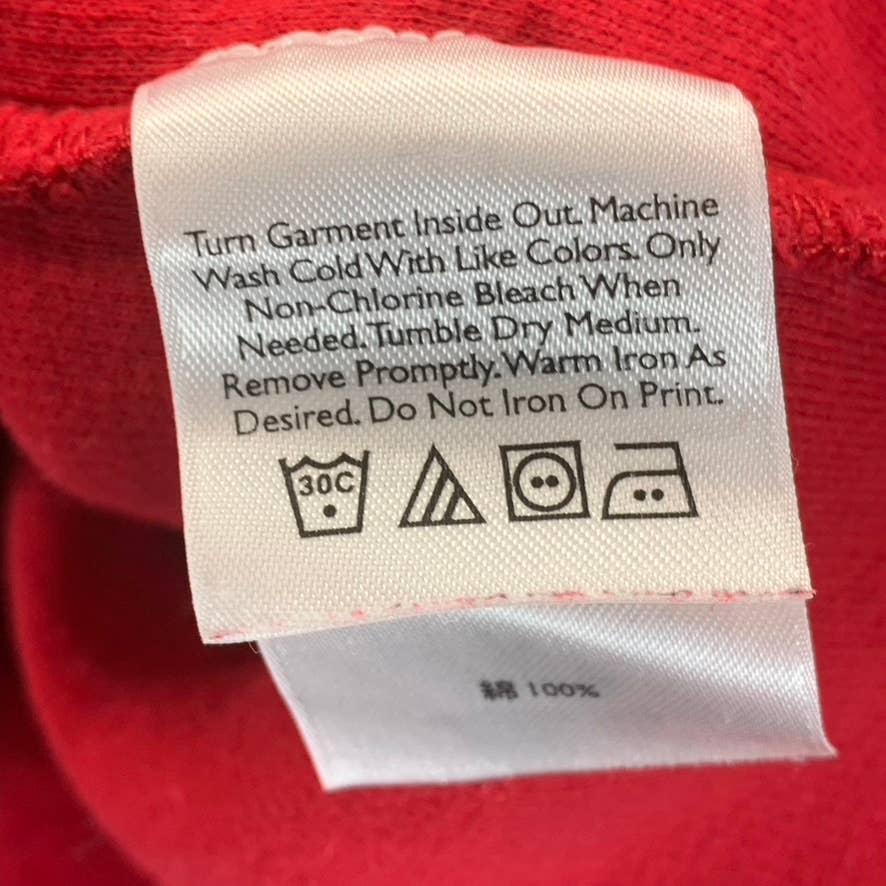 Turn Garment Inside Out. Machine
Wash Cold With Like Colors. Only
Non-Chlorine Bleach When
Needed. Tumble Dry Medium.
Remove Promptly. Warm Iron As
Desired. Do Not Iron On Print.
30C
綿 100%